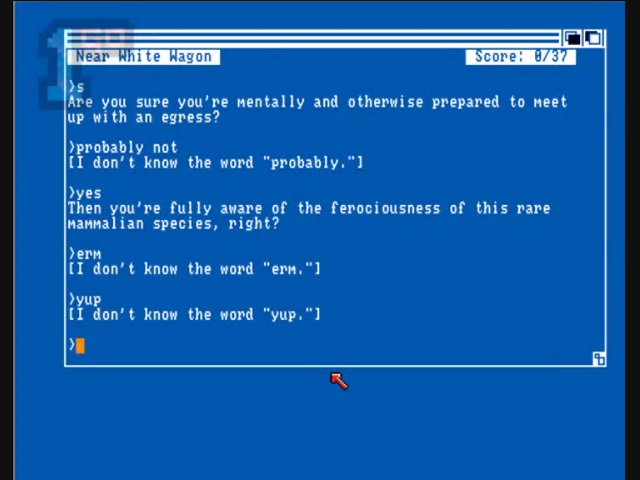 Near White Wagon Score: 0/37
>s
Are you sure you're mentally and otherwise prepared to meet
up with an egress?
>probably not
[I don't know the word "probably."]
>yes
Then you're fully aware of the ferociousness of this rare
mammalian species, right?
>erm
[I don't know the word "erm."]
>yup
[I don't know the word "yup."]
>